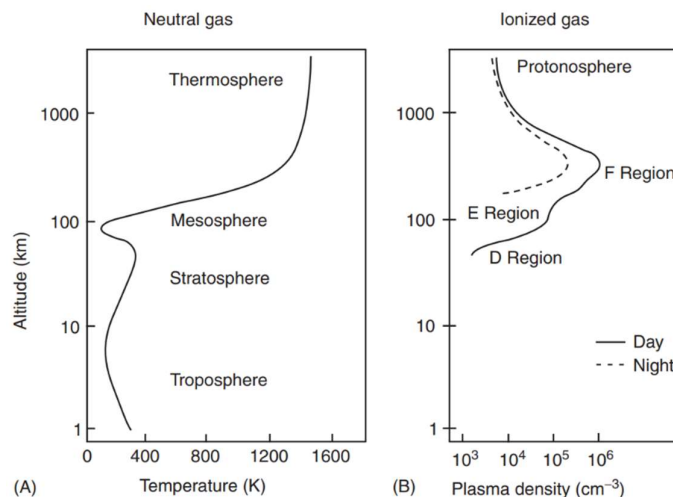 Neutral gas
Thermosphere
Mesosphere
Stratosphere
Troposphere
Altitude (km)
1000
100
10
1
0
400
800
1200
1600
(A)
Temperature (K)
Ionized gas
Protonosphere
F Region
E Region
D Region
Day
Night
1000
100
10
1
10³
10⁴
10⁵
10⁶
(B)
Plasma density (cm⁻³)